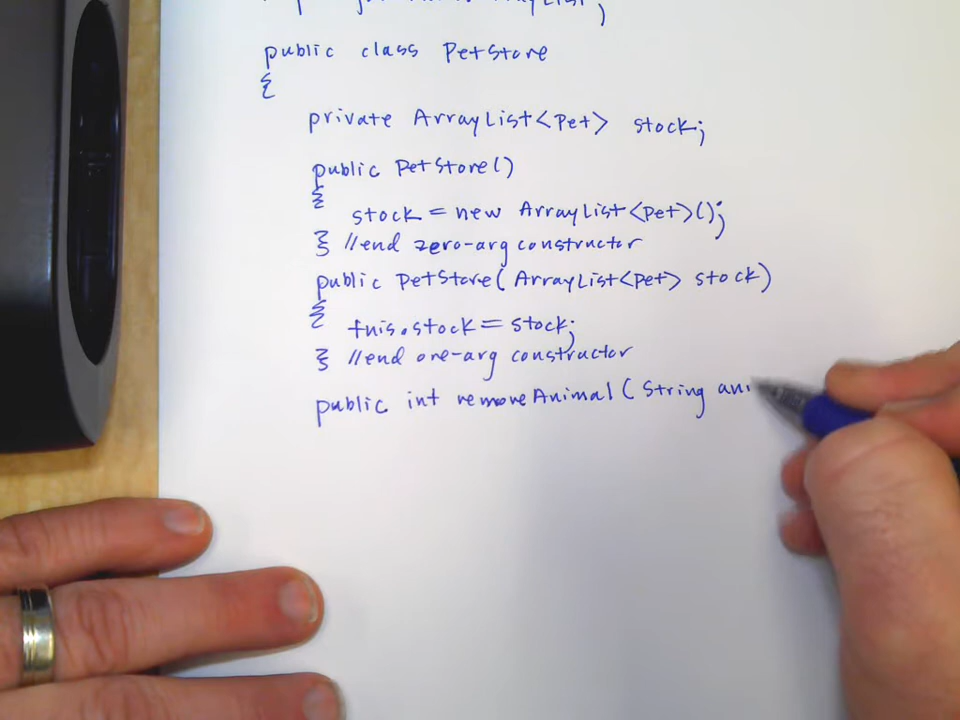 public class PetStore
{
private ArrayList<Pet> stock;
public PetStore()
{
stock = new ArrayList<Pet>();
} //end zero-arg constructor
public PetStore(ArrayList<Pet> stock)
{
this.stock = stock;
} //end one-arg constructor
public int removeAnimal(String ani